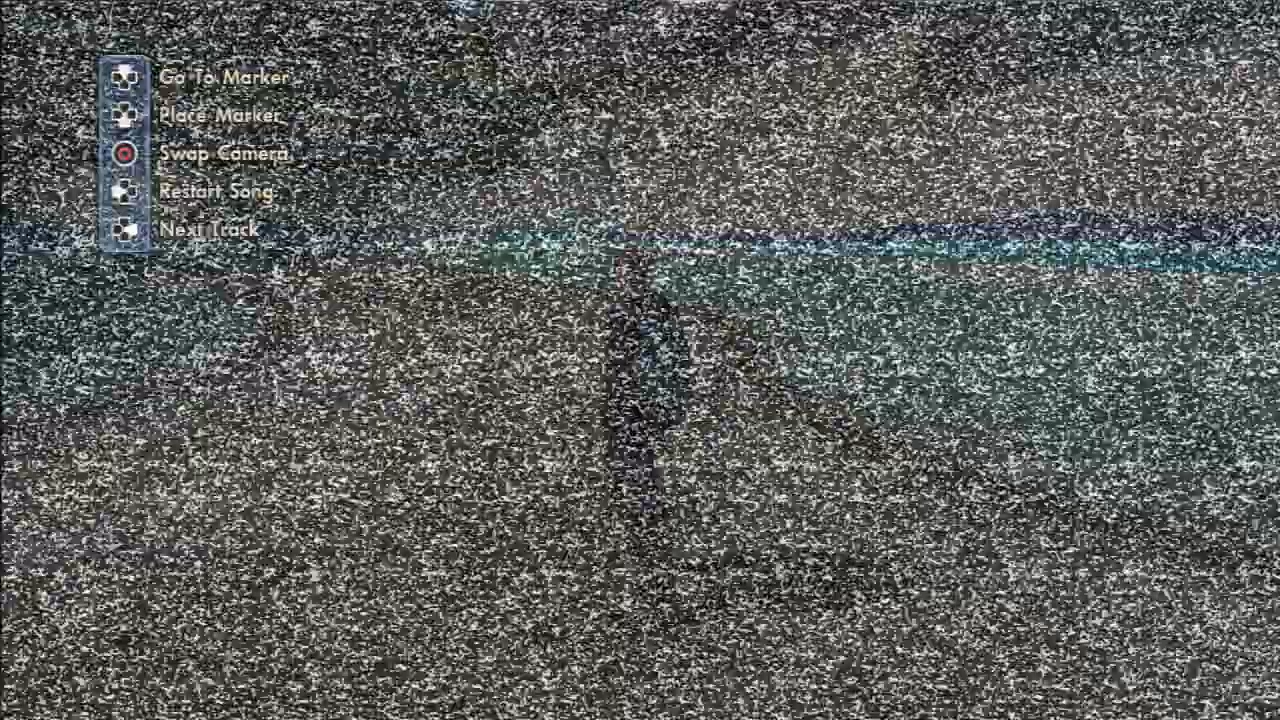 Go To Marker
Place Marker
Swap Camera
Restart Song
Next Track